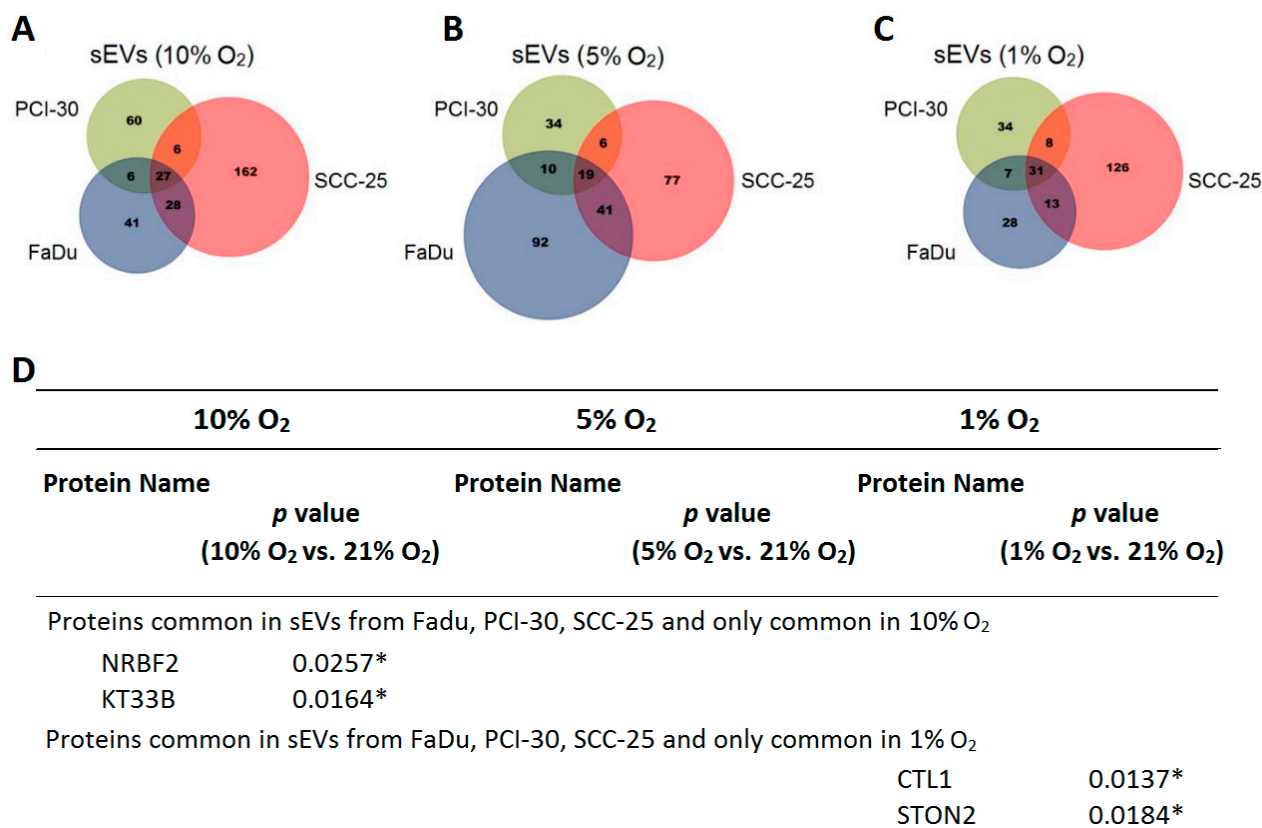 A
sEVs (10% O₂)
PCI-30
60
6
6
27
162
SCC-25
28
41
FaDu
B
sEVs (5% O₂)
PCI-30
34
6
10
19
77
SCC-25
41
FaDu
92
C
sEVs (1% O₂)
PCI-30
34
8
7
31
126
SCC-25
13
28
FaDu
D
10% O₂ 5% O₂ 1% O₂
Protein Name Protein Name Protein Name
p value p value p value
(10% O₂ vs. 21% O₂) (5% O₂ vs. 21% O₂) (1% O₂ vs. 21% O₂)
Proteins common in sEVs from Fadu, PCI-30, SCC-25 and only common in 10% O₂
NRBF2 0.0257*
KT33B 0.0164*
Proteins common in sEVs from FaDu, PCI-30, SCC-25 and only common in 1% O₂
CTL1 0.0137*
STON2 0.0184*